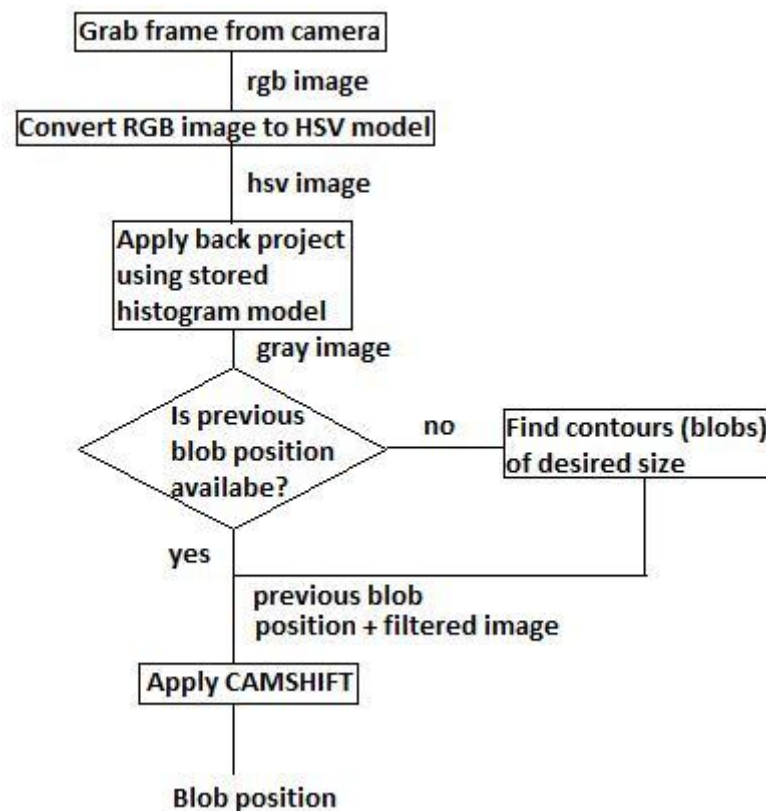 Grab frame from camera
rgb image
Convert RGB image to HSV model
hsv image
Apply back project
using stored
histogram model
gray image
Is previous
blob position
availabe?
no
Find contours (blobs)
of desired size
yes
previous blob
position + filtered image
Apply CAMSHIFT
Blob position